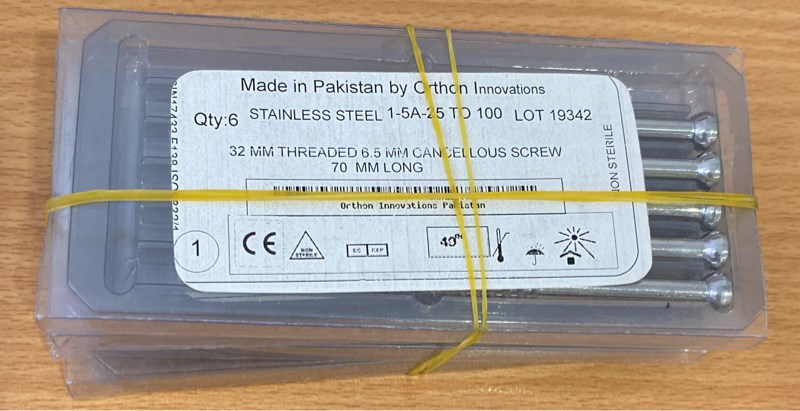 Made in Pakistan by Orthon Innovations
Qty:6 STAINLESS STEEL 1-5A-25 TO 100 LOT 19342
32 MM THREADED 6.5 MM CANCELLOUS SCREW
70 MM LONG
Orthon Innovations Pakistan
1
CE
NON
STERILE
EC REP
40
NON STERILE